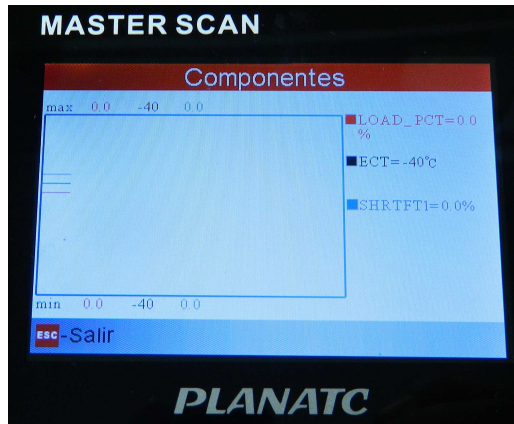 MASTER SCAN
Componentes
max 0.0 -40 0.0
LOAD_PCT=0.0
%
ECT=-40°C
SHRTFT1=0.0%
min 0.0 -40 0.0
ESC-Salir
PLANATC